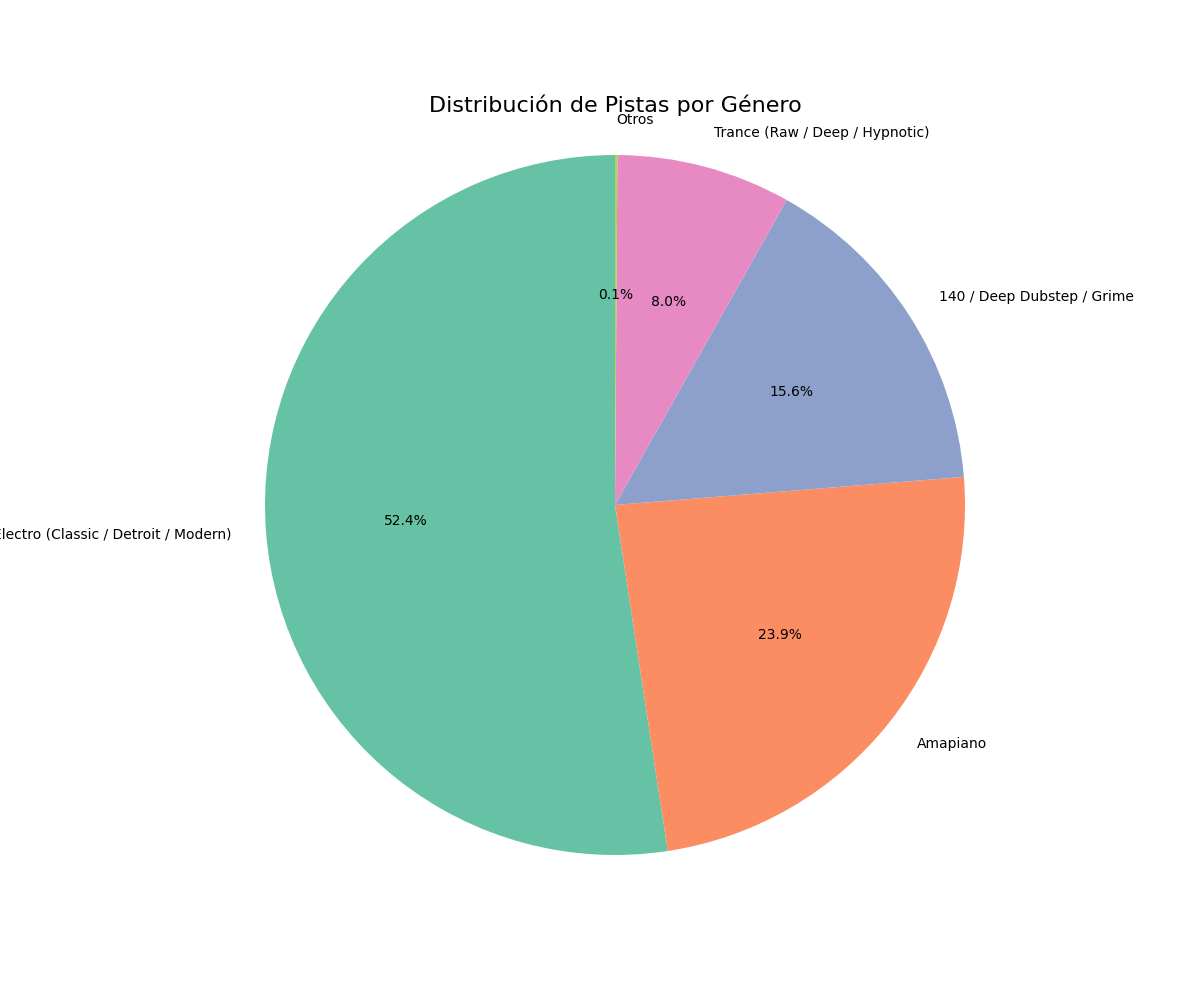 Distribución de Pistas por Género
Otros
Trance (Raw / Deep / Hypnotic)
140 / Deep Dubstep / Grime
0.1%
8.0%
15.6%
52.4%
Electro (Classic / Detroit / Modern)
23.9%
Amapiano